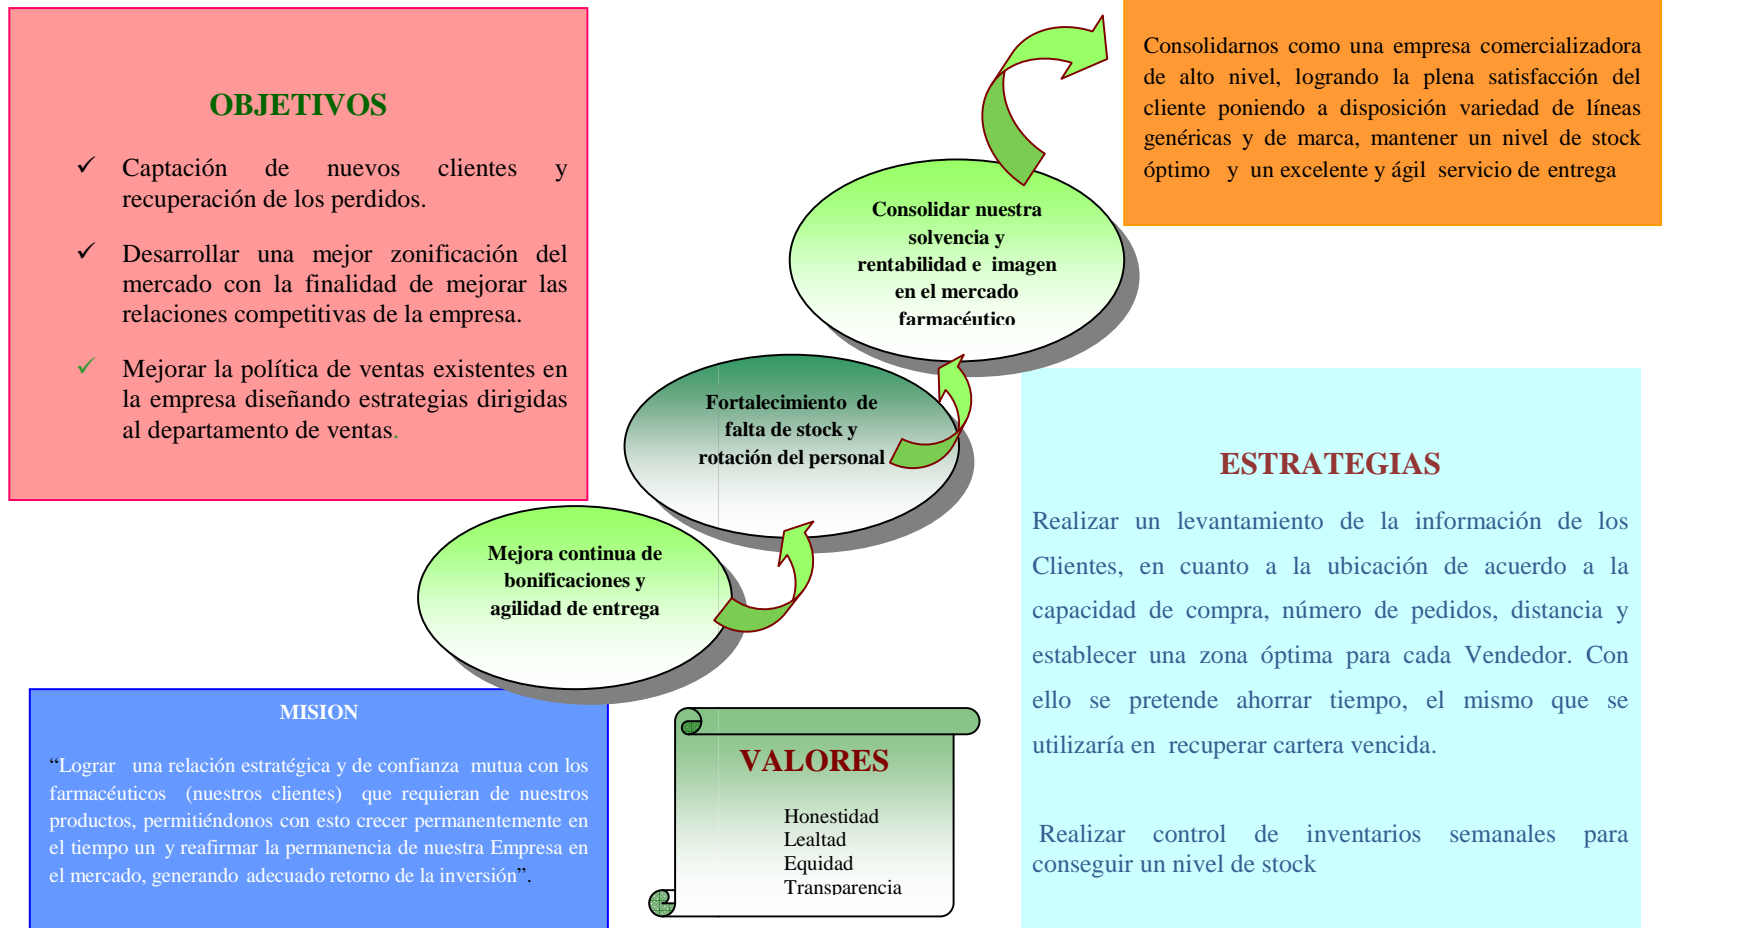 OBJETIVOS
✓ Captación de nuevos clientes y
recuperación de los perdidos.
✓ Desarrollar una mejor zonificación del
mercado con la finalidad de mejorar las
relaciones competitivas de la empresa.
✓ Mejorar la política de ventas existentes en
la empresa diseñando estrategias dirigidas
al departamento de ventas.
Consolidarnos como una empresa comercializadora
de alto nivel, logrando la plena satisfacción del
cliente poniendo a disposición variedad de líneas
genéricas y de marca, mantener un nivel de stock
óptimo y un excelente y ágil servicio de entrega
Consolidar nuestra
solvencia y
rentabilidad e imagen
en el mercado
farmacéutico
Fortalecimiento de
falta de stock y
rotación del personal
Mejora continua de
bonificaciones y
agilidad de entrega
ESTRATEGIAS
Realizar un levantamiento de la información de los
Clientes, en cuanto a la ubicación de acuerdo a la
capacidad de compra, número de pedidos, distancia y
establecer una zona óptima para cada Vendedor. Con
ello se pretende ahorrar tiempo, el mismo que se
utilizaría en recuperar cartera vencida.
Realizar control de inventarios semanales para
conseguir un nivel de stock
MISION
“Lograr una relación estratégica y de confianza mutua con los
farmacéuticos (nuestros clientes) que requieran de nuestros
productos, permitiéndonos con esto crecer permanentemente en
el tiempo un y reafirmar la permanencia de nuestra Empresa en
el mercado, generando adecuado retorno de la inversión”.
VALORES
Honestidad
Lealtad
Equidad
Transparencia